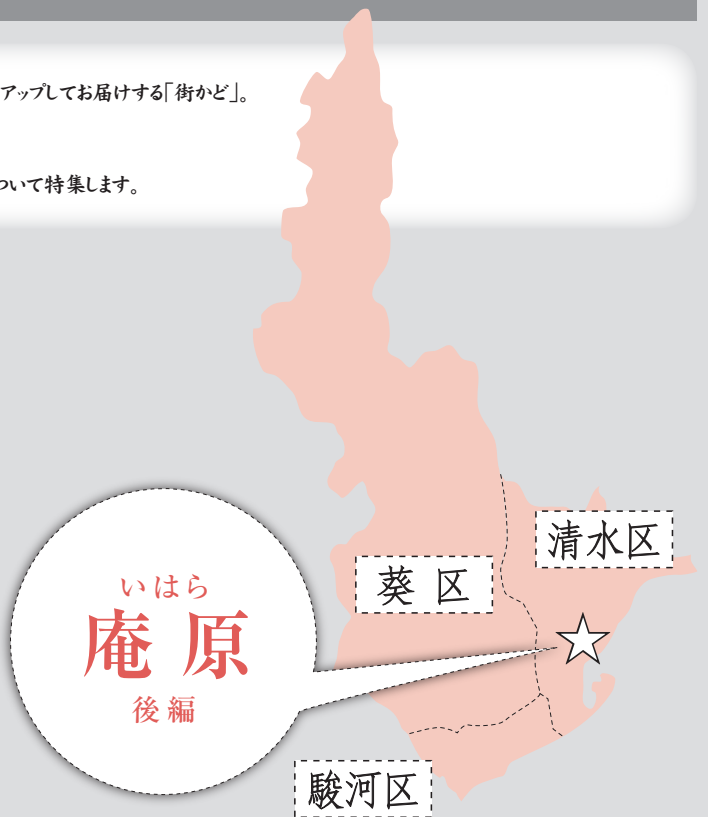 アップしてお届けする「街かど」。
ついて特集します。
清水区
葵区
いはら
庵原
後編
駿河区